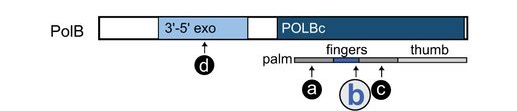 PolB 3'-5' exo POLBc
fingers
palm thumb
d a b c